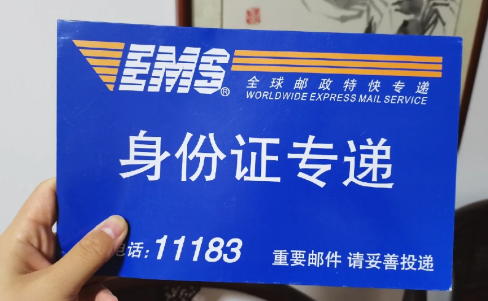 EMS®
全球邮政特快专递
WORLDWIDE EXPRESS MAIL SERVICE
身份证专递
电话: 11183
重要邮件 请妥善投递